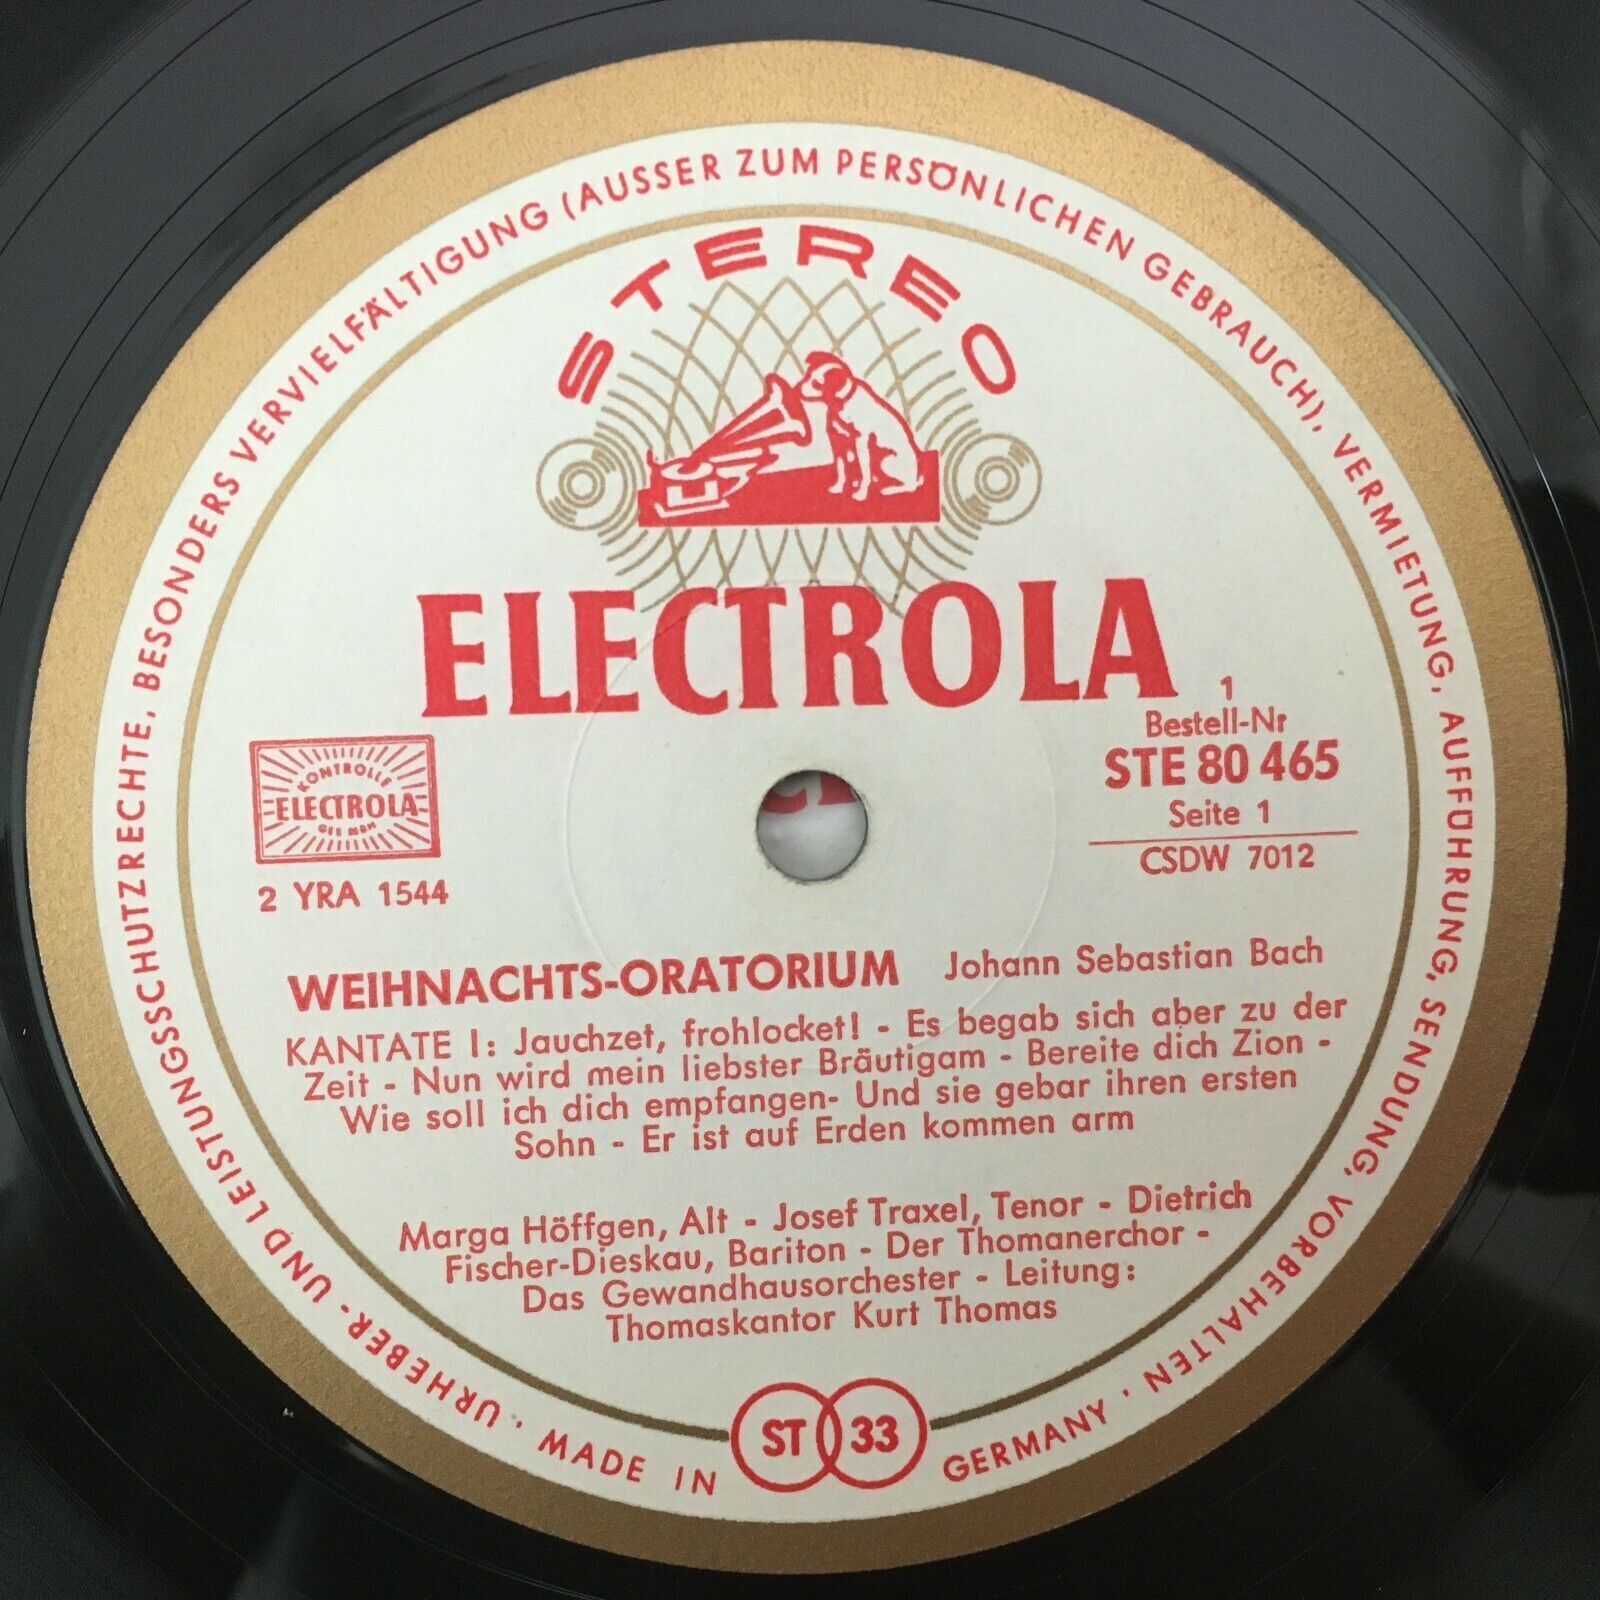 URHEBER- UND LEISTUNGSSCHUTZRECHTE, BESONDERS VERVIELFÄLTIGUNG (AUSSER ZUM PERSÖNLICHEN GEBRAUCH), VERMIETUNG, AUFFÜHRUNG, SENDUNG, VORBEHALTEN · MADE IN GERMANY ·
STEREO
ELECTROLA
1
Bestell-Nr
STE 80 465
Seite 1
CSDW 7012
KONTROLLE
ELECTROLA
2 YRA 1544
WEIHNACHTS-ORATORIUM Johann Sebastian Bach
KANTATE I: Jauchzet, frohlocket! - Es begab sich aber zu der
Zeit - Nun wird mein liebster Bräutigam - Bereite dich Zion -
Wie soll ich dich empfangen- Und sie gebar ihren ersten
Sohn - Er ist auf Erden kommen arm
Marga Höffgen, Alt - Josef Traxel, Tenor - Dietrich
Fischer-Dieskau, Bariton - Der Thomanerchor -
Das Gewandhausorchester - Leitung:
Thomaskantor Kurt Thomas
ST 33